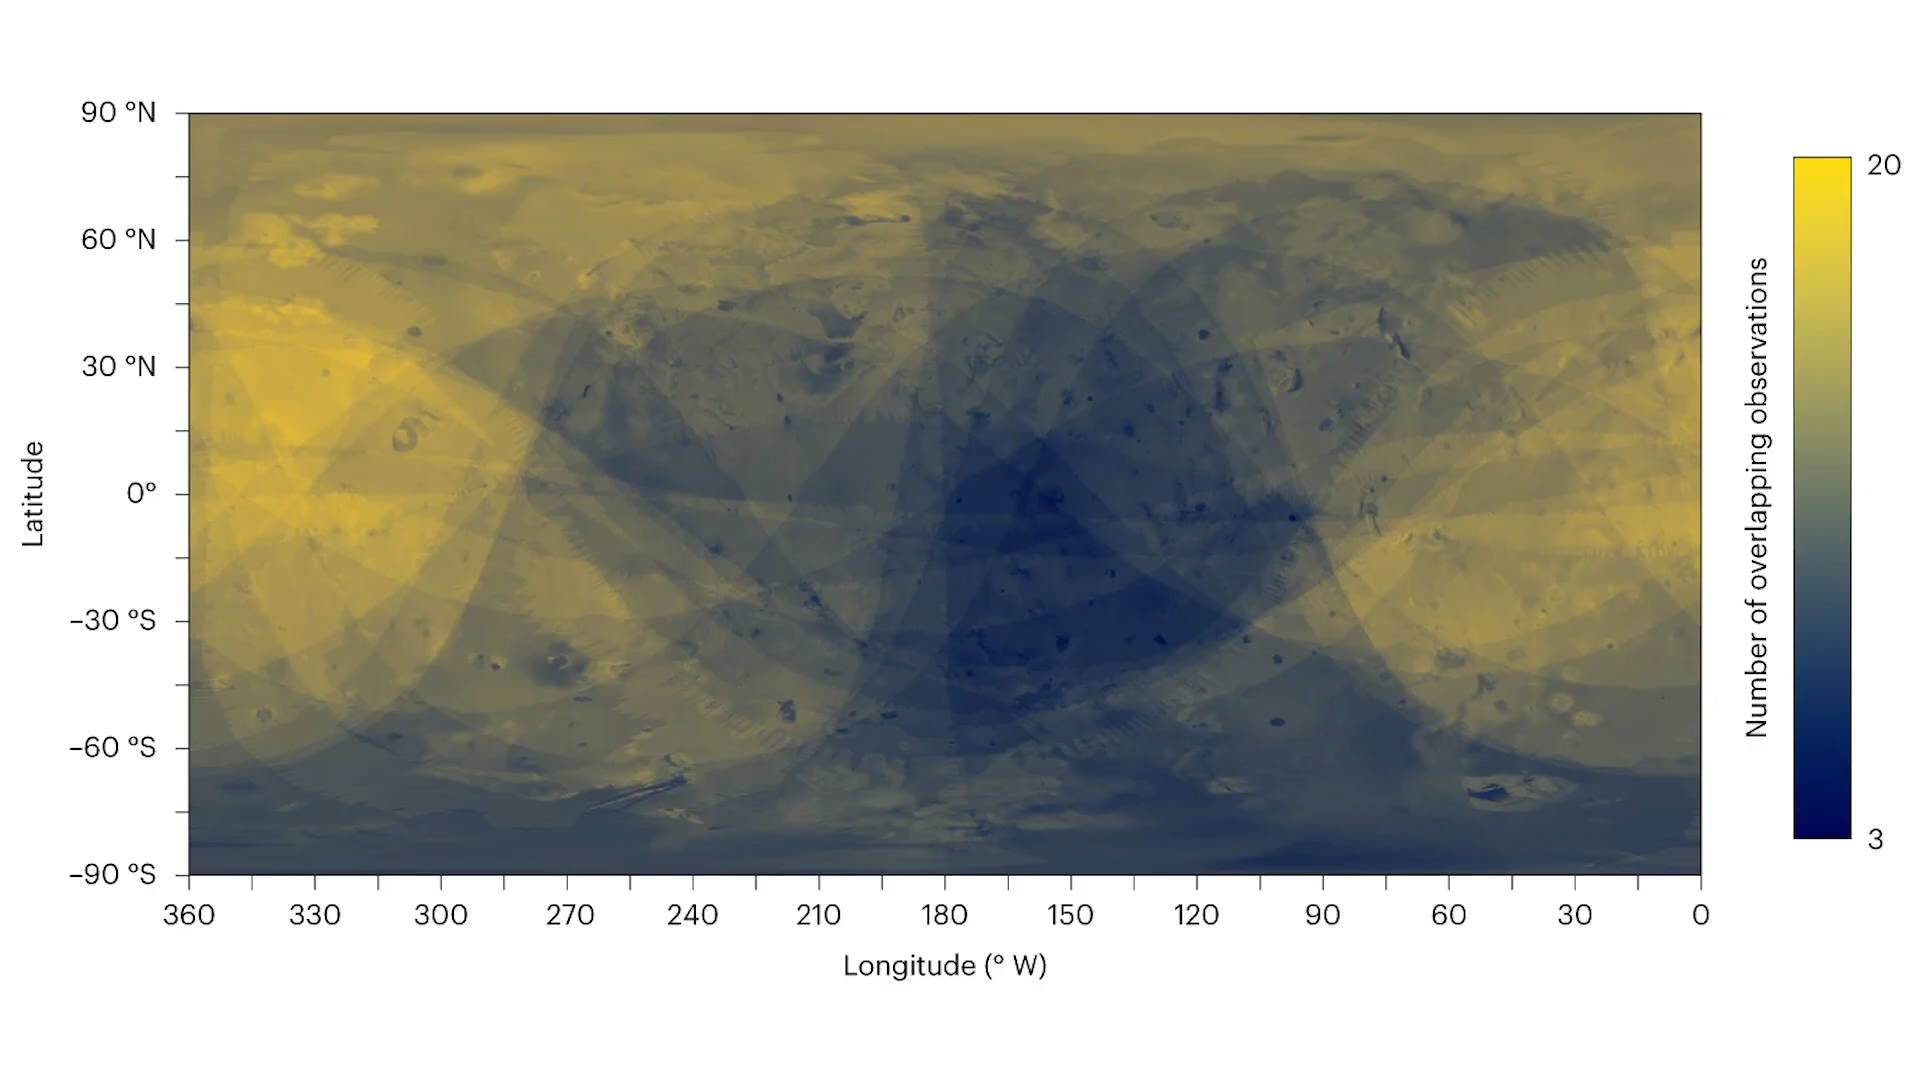 90 °N
60 °N
30 °N
0°
–30 °S
–60 °S
–90 °S
Latitude
360 330 300 270 240 210 180 150 120 90 60 30 0
Longitude (° W)
20
Number of overlapping observations
3